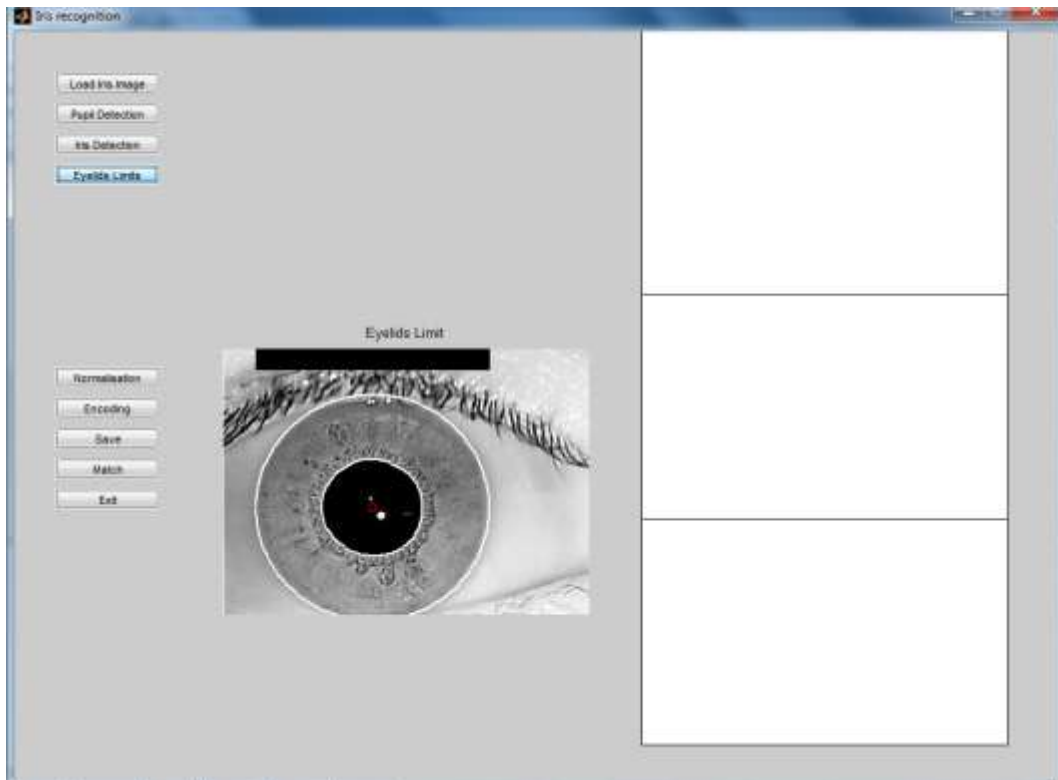 Iris recognition
Load Iris Image
Pupil Detection
Iris Detection
Eyelids Limits
Eyelids Limit
Normalisation
Encoding
Save
Match
Exit